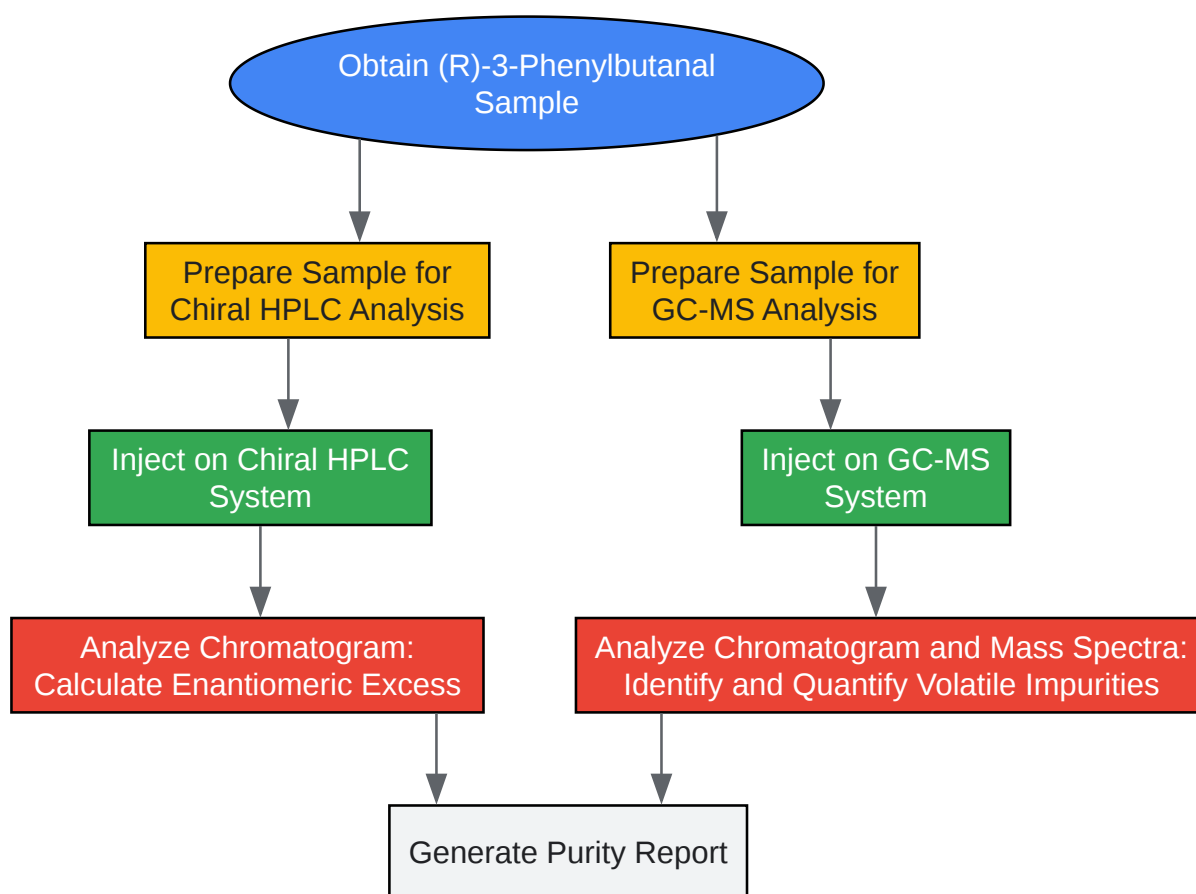 Obtain (R)-3-Phenylbutanal
Sample
Prepare Sample for
Chiral HPLC Analysis
Prepare Sample for
GC-MS Analysis
Inject on Chiral HPLC
System
Inject on GC-MS
System
Analyze Chromatogram:
Calculate Enantiomeric Excess
Analyze Chromatogram and Mass Spectra:
Identify and Quantify Volatile Impurities
Generate Purity Report